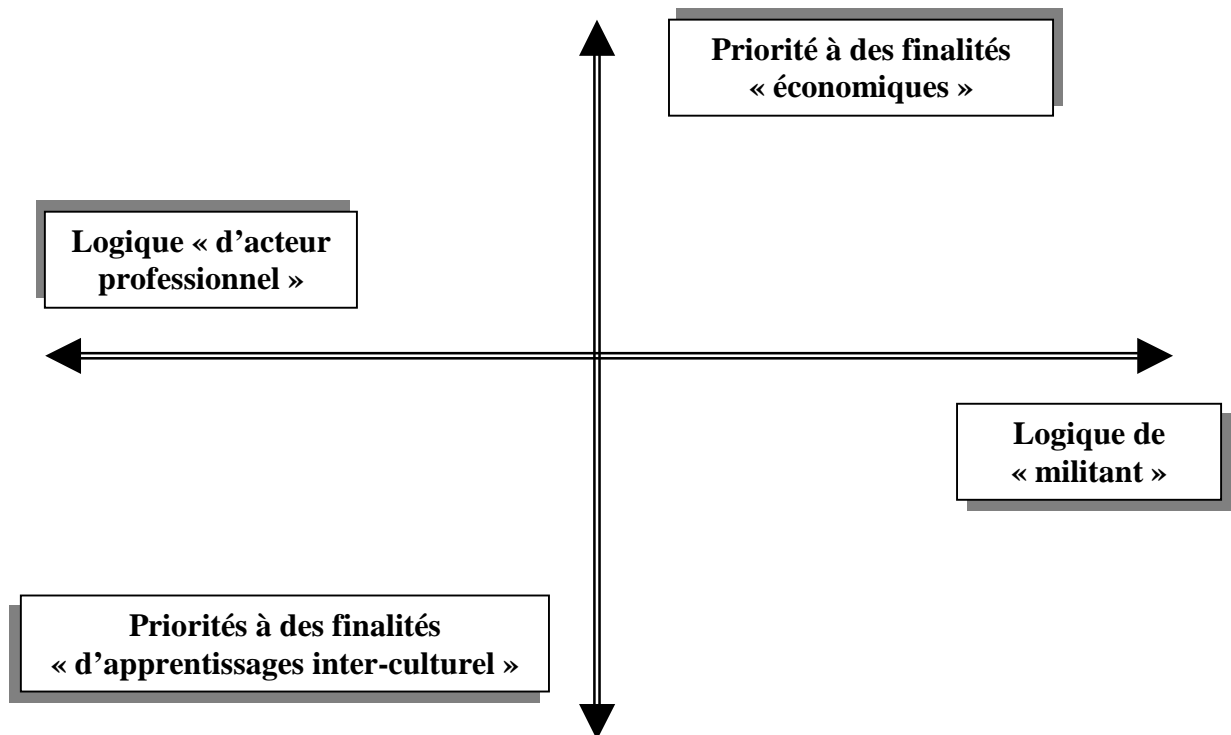 Priorité à des finalités
« économiques »
Logique « d’acteur
professionnel »
Logique de
« militant »
Priorités à des finalités
« d’apprentissages inter-culturel »